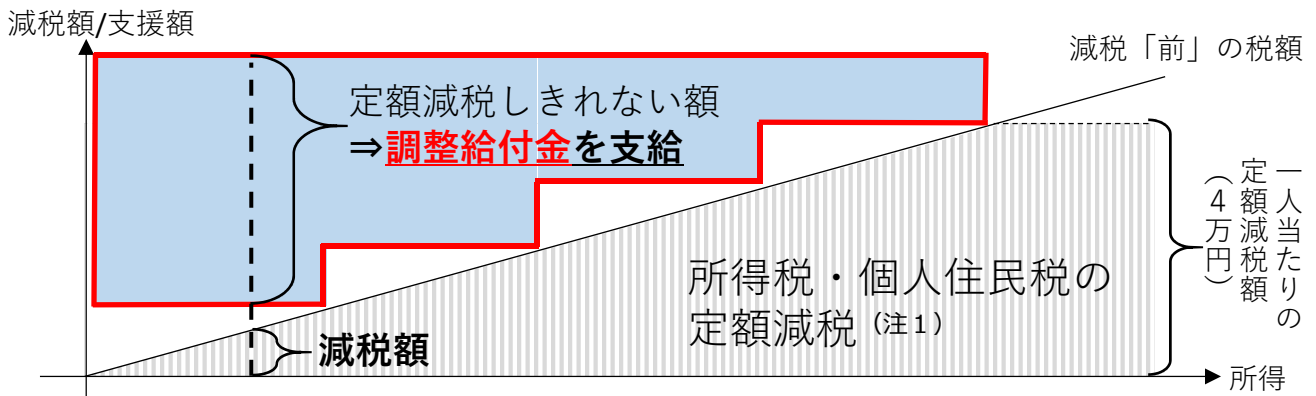 減税額/支援額
減税「前」の税額
定額減税しきれない額
⇒調整給付金を支給
一人当たりの
定額減税額
（４万円）
所得税・個人住民税の
定額減税（注１）
減税額
所得